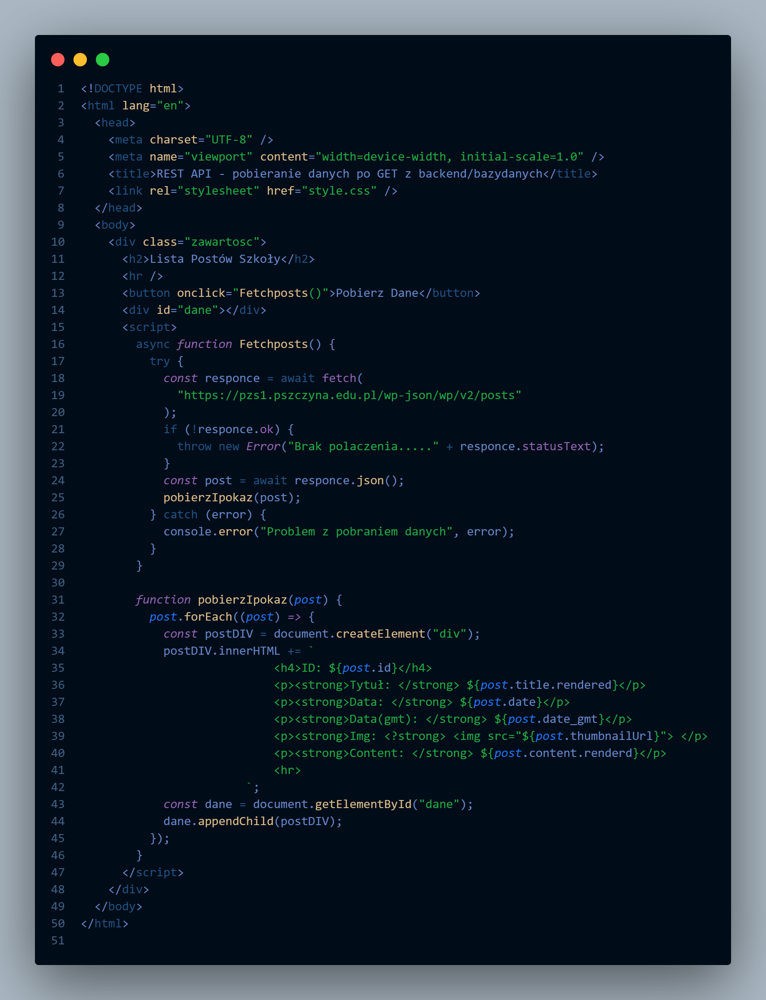 1 <!DOCTYPE html>
2 <html lang="en">
3   <head>
4     <meta charset="UTF-8" />
5     <meta name="viewport" content="width=device-width, initial-scale=1.0" />
6     <title>REST API - pobieranie danych po GET z backend/bazydanych</title>
7     <link rel="stylesheet" href="style.css" />
8   </head>
9   <body>
10     <div class="zawartosc">
11       <h2>Lista Postów Szkoły</h2>
12       <hr />
13       <button onclick="Fetchposts()">Pobierz Dane</button>
14       <div id="dane"></div>
15       <script>
16         async function Fetchposts() {
17           try {
18             const responce = await fetch(
19               "https://pzs1.pszczyna.edu.pl/wp-json/wp/v2/posts"
20             );
21             if (!responce.ok) {
22               throw new Error("Brak polaczenia....." + responce.statusText);
23             }
24             const post = await responce.json();
25             pobierzIpokaz(post);
26           } catch (error) {
27             console.error("Problem z pobraniem danych", error);
28           }
29         }
30
31         function pobierzIpokaz(post) {
32           post.forEach((post) => {
33             const postDIV = document.createElement("div");
34             postDIV.innerHTML += `
35                             <h4>ID: ${post.id}</h4>
36                             <p><strong>Tytuł: </strong> ${post.title.rendered}</p>
37                             <p><strong>Data: </strong> ${post.date}</p>
38                             <p><strong>Data(gmt): </strong> ${post.date_gmt}</p>
39                             <p><strong>Img: <?strong> <img src="${post.thumbnailUrl}"> </p>
40                             <p><strong>Content: </strong> ${post.content.renderd}</p>
41                             <hr>
42                         `;
43             const dane = document.getElementById("dane");
44             dane.appendChild(postDIV);
45           });
46         }
47       </script>
48     </div>
49   </body>
50 </html>
51